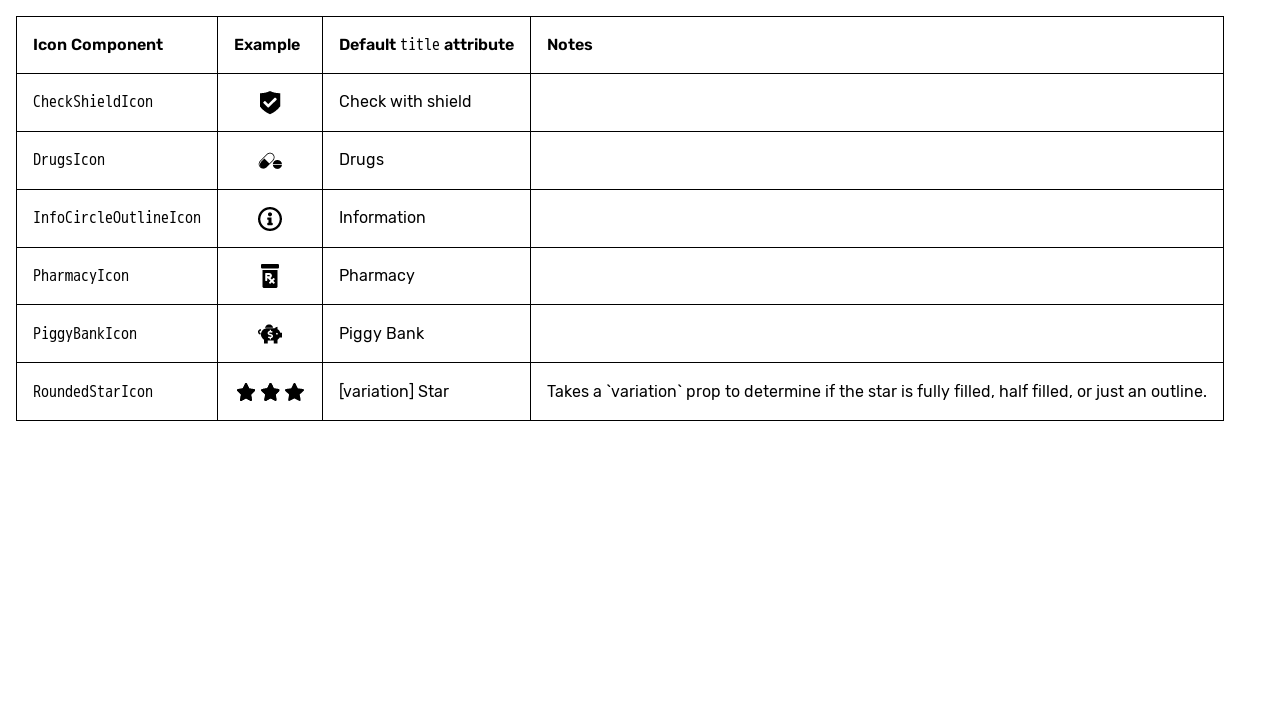 Icon Component Example Default title attribute Notes
CheckShieldIcon Check with shield
DrugsIcon Drugs
InfoCircleOutlineIcon Information
PharmacyIcon Rx Pharmacy
PiggyBankIcon $ Piggy Bank
RoundedStarIcon [variation] Star Takes a `variation` prop to determine if the star is fully filled, half filled, or just an outline.